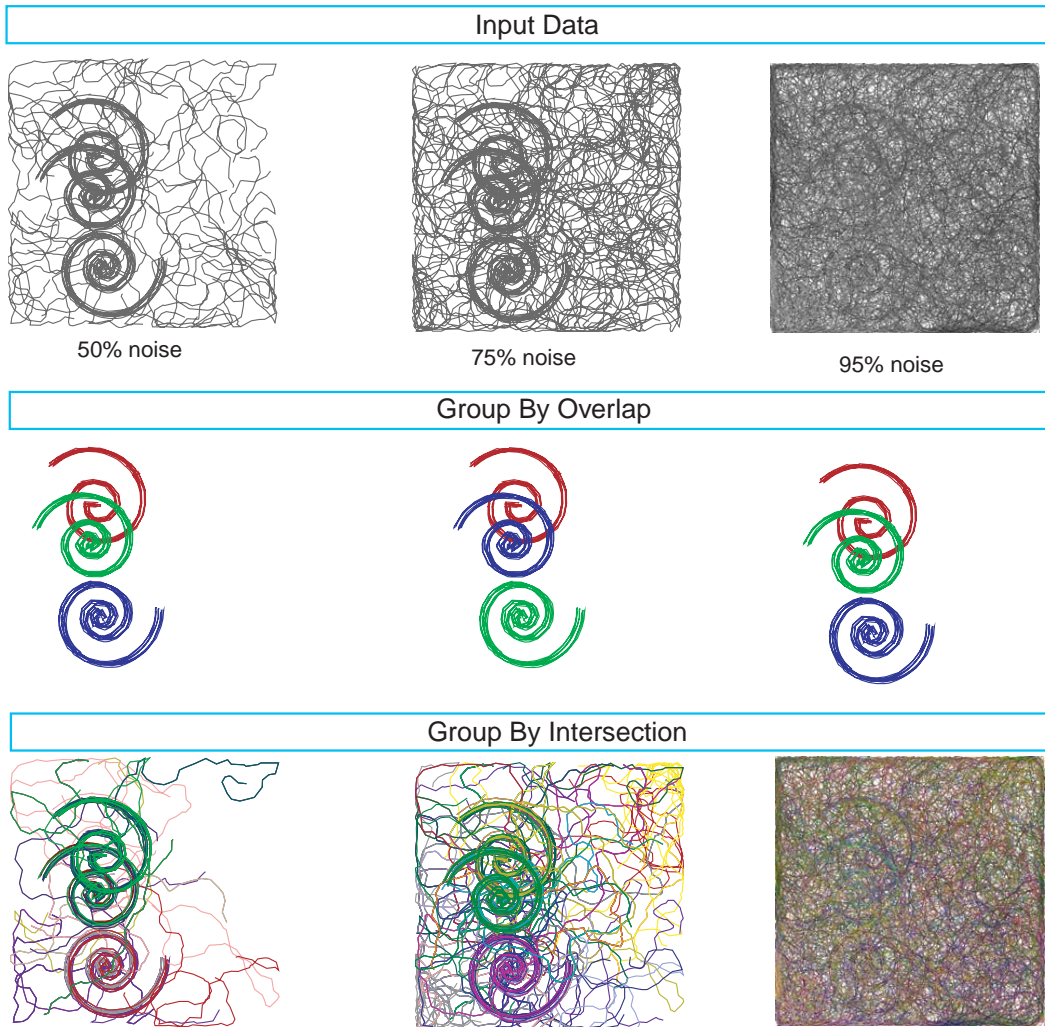 Input Data
50% noise
75% noise
95% noise
Group By Overlap
Group By Intersection